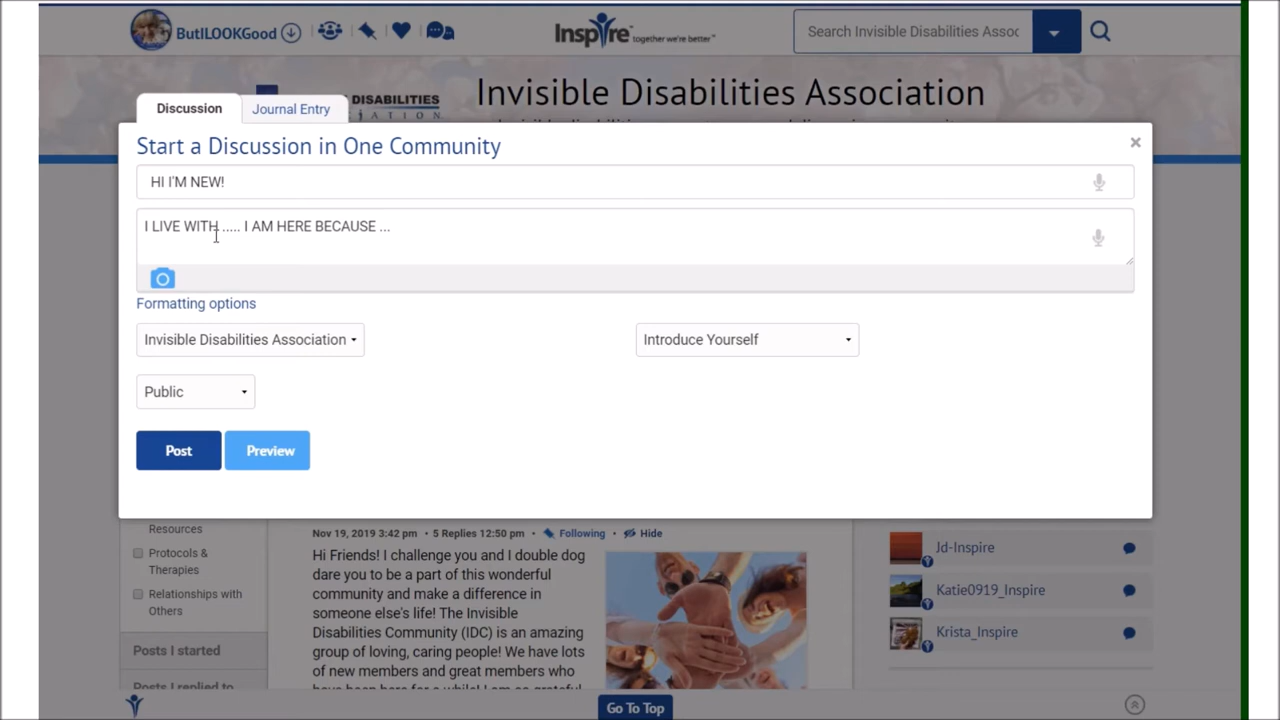 ButILOOKGood
Inspire together we're better™
Search Invisible Disabilities Assoc
DISABILITIES
Invisible Disabilities Association
Discussion
Journal Entry
Start a Discussion in One Community
×
HI I'M NEW!
I LIVE WITH ..... I AM HERE BECAUSE ...
Formatting options
Invisible Disabilities Association
Introduce Yourself
Public
Post
Preview
Resources
Protocols &
Therapies
Relationships with
Others
Posts I started
Posts I replied to
Nov 19, 2019 3:42 pm • 5 Replies 12:50 pm • Following • Hide
Hi Friends! I challenge you and I double dog
dare you to be a part of this wonderful
community and make a difference in
someone else's life! The Invisible
Disabilities Community (IDC) is an amazing
group of loving, caring people! We have lots
of new members and great members who
Jd-Inspire
Katie0919_Inspire
Krista_Inspire
Go To Top